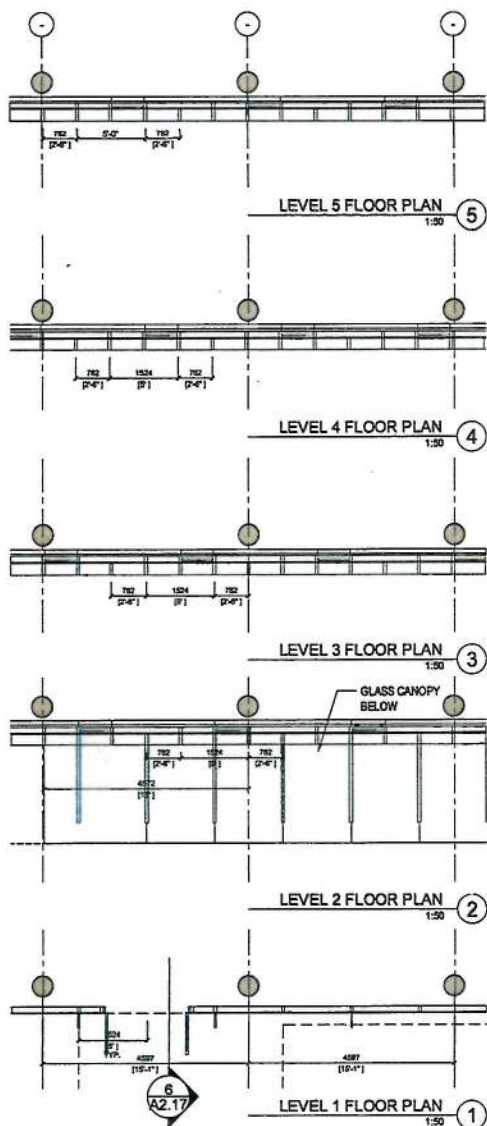 - - -
762 5'-0" 762
[2'-6"] [2'-6"]
LEVEL 5 FLOOR PLAN
1:50
5
762 1524 762
[2'-6"] [5'] [2'-6"]
LEVEL 4 FLOOR PLAN
1:50
4
762 1524 762
[2'-6"] [5'] [2'-6"]
LEVEL 3 FLOOR PLAN
1:50
3
GLASS CANOPY
BELOW
762 1524 762
[2'-6"] [5'] [2'-6"]
4572
[15']
LEVEL 2 FLOOR PLAN
1:50
2
TYP.
4597 4597
[15'-1"] [15'-1"]
6
A2.17
LEVEL 1 FLOOR PLAN
1:50
1